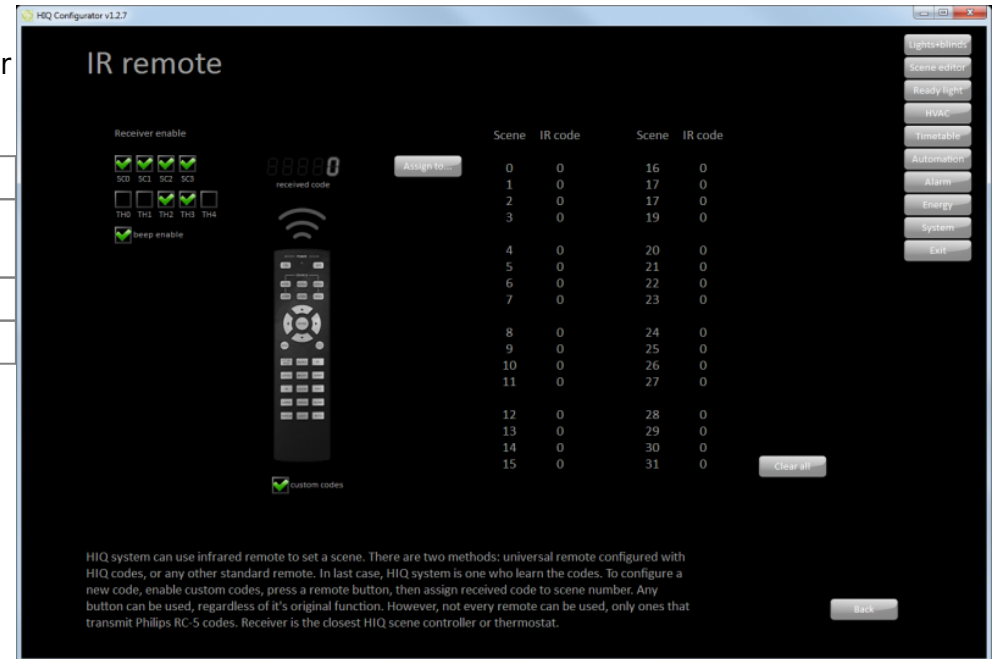 HIQ Configurator v1.2.7
r
IR remote
Lights+blinds
Scene editor
Ready light
HVAC
Timetable
Automation
Alarm
Energy
System
Exit
Receiver enable
SC0 SC1 SC2 SC3
TH0 TH1 TH2 TH3 TH4
beep enable
0
received code
Assign to...
custom codes
Scene IR code Scene IR code
0 0 16 0
1 0 17 0
2 0 17 0
3 0 19 0
4 0 20 0
5 0 21 0
6 0 22 0
7 0 23 0
8 0 24 0
9 0 25 0
10 0 26 0
11 0 27 0
12 0 28 0
13 0 29 0
14 0 30 0
15 0 31 0
Clear all
HIQ system can use infrared remote to set a scene. There are two methods: universal remote configured with
HIQ codes, or any other standard remote. In last case, HIQ system is one who learn the codes. To configure a
new code, enable custom codes, press a remote button, then assign received code to scene number. Any
button can be used, regardless of it's original function. However, not every remote can be used, only ones that
transmit Philips RC-5 codes. Receiver is the closest HIQ scene controller or thermostat.
Back